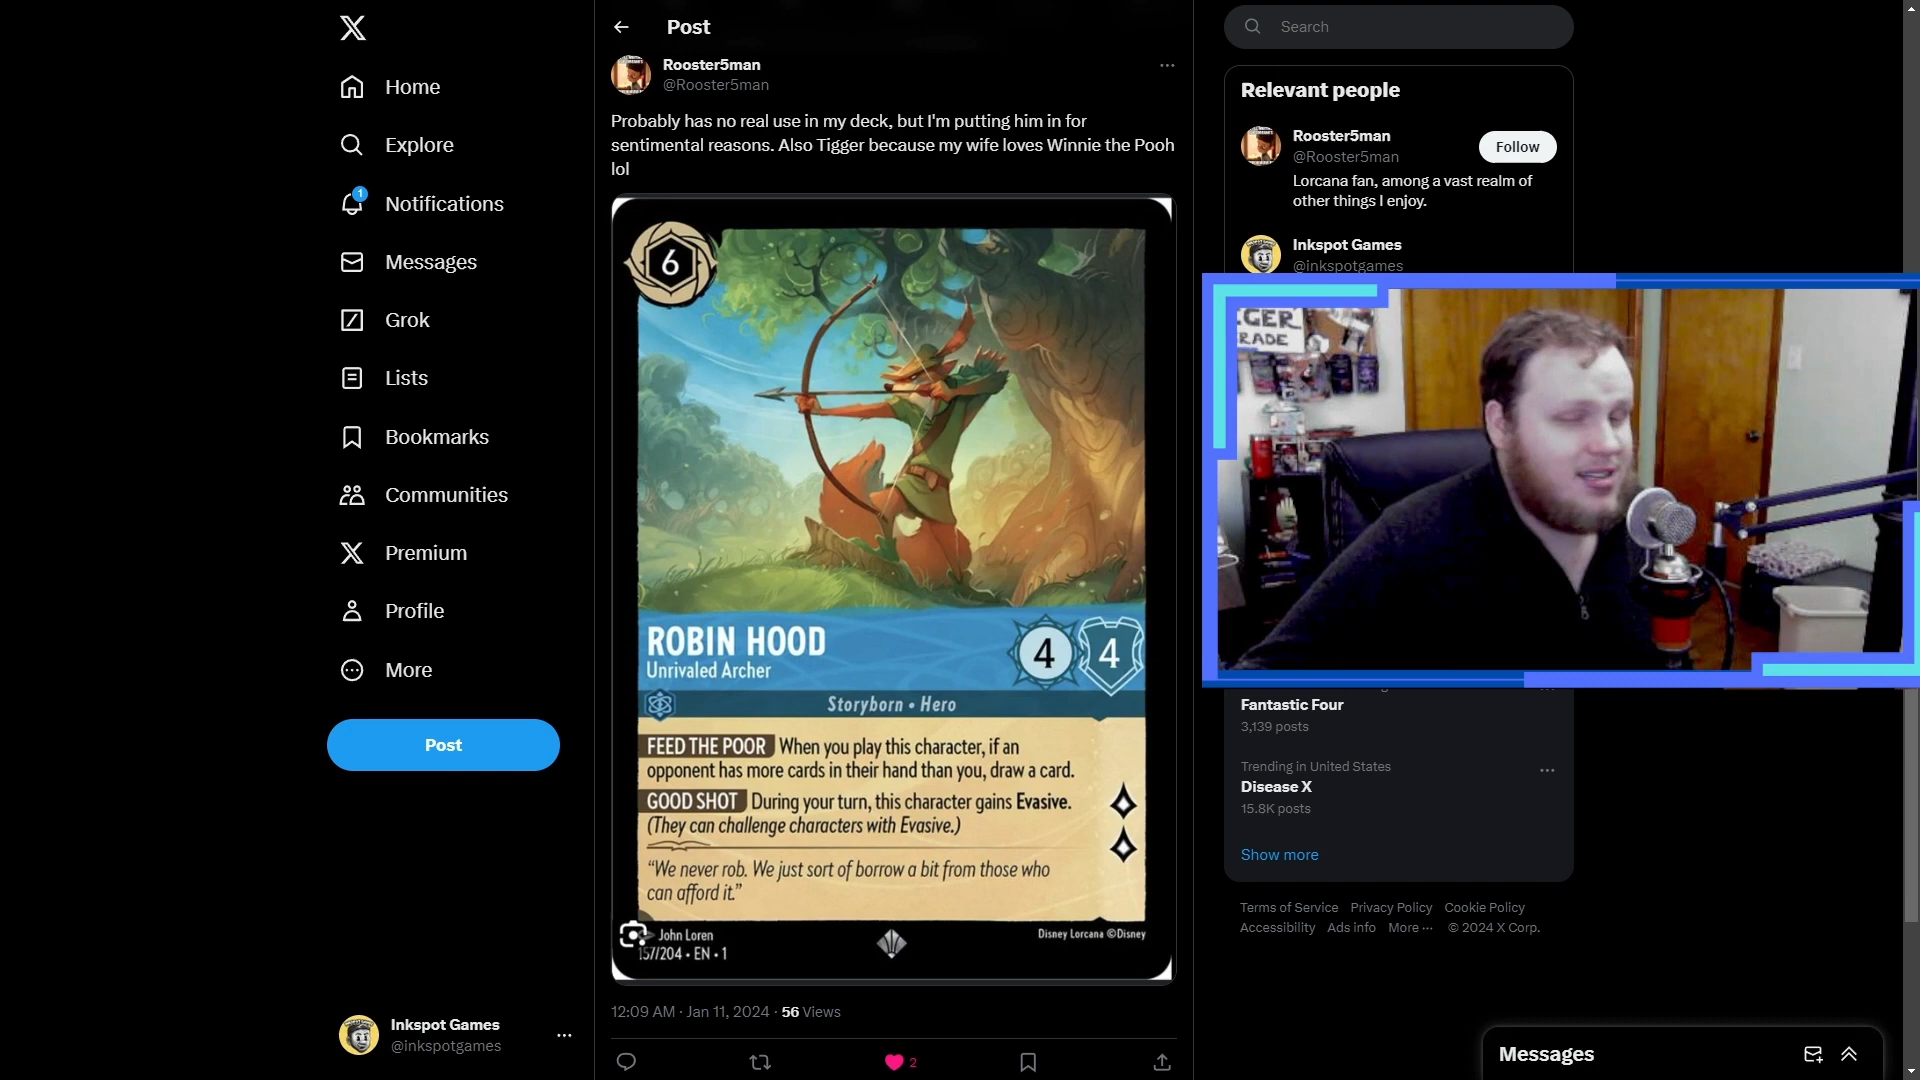 Home
Explore
1
Notifications
Messages
Grok
Lists
Bookmarks
Communities
Premium
Profile
More
Post
Inkspot Games
@inkspotgames
Post
Rooster5man
@Rooster5man
Probably has no real use in my deck, but I'm putting him in for
sentimental reasons. Also Tigger because my wife loves Winnie the Pooh
lol
6
ROBIN HOOD
Unrivaled Archer
4
4
Storyborn • Hero
FEED THE POOR When you play this character, if an
opponent has more cards in their hand than you, draw a card.
GOOD SHOT During your turn, this character gains Evasive.
(They can challenge characters with Evasive.)
“We never rob. We just sort of borrow a bit from those who
can afford it.”
John Loren
157/204 • EN • 1
Disney Lorcana ©Disney
12:09 AM · Jan 11, 2024 · 56 Views
2
Search
Relevant people
Rooster5man
@Rooster5man
Follow
Lorcana fan, among a vast realm of
other things I enjoy.
Inkspot Games
@inkspotgames
Fantastic Four
3,139 posts
Trending in United States
Disease X
15.8K posts
Show more
Terms of Service Privacy Policy Cookie Policy
Accessibility Ads info More ··· © 2024 X Corp.
Messages